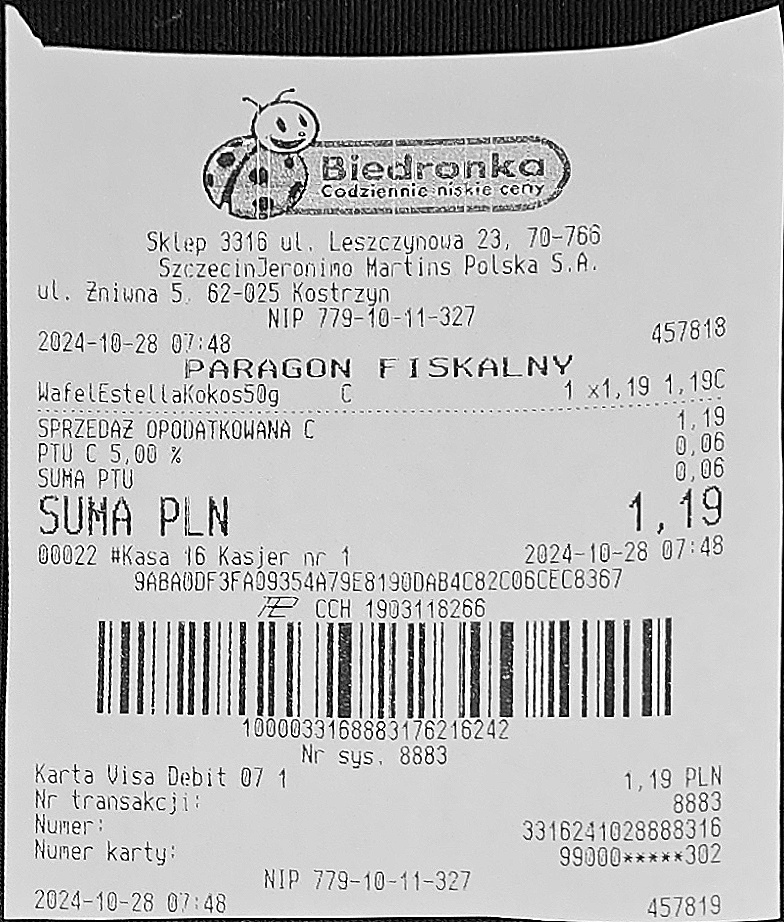 Biedronka
Codziennie niskie ceny
Sklep 3316 ul. Leszczynowa 23, 70-766
SzczecinJeronimo Martins Polska S.A.
ul. Żniwna 5, 62-025 Kostrzyn
NIP 779-10-11-327
2024-10-28 07:48 457818
PARAGON FISKALNY
WafelEstellaKokos50g C 1 x1,19 1,19C
SPRZEDAŻ OPODATKOWANA C 1,19
PTU C 5,00 % 0,06
SUMA PTU 0,06
SUMA PLN 1,19
00022 #Kasa 16 Kasjer nr 1 2024-10-28 07:48
9ABA0DF3FA09354A79E8190DAB4C82C06CEC8367
CCH 1903118266
1000033168883176216242
Nr sys. 8883
Karta Visa Debit 07 1 1,19 PLN
Nr transakcji: 8883
Numer: 3316241028888316
Numer karty: 99000*****302
NIP 779-10-11-327
2024-10-28 07:48 457819